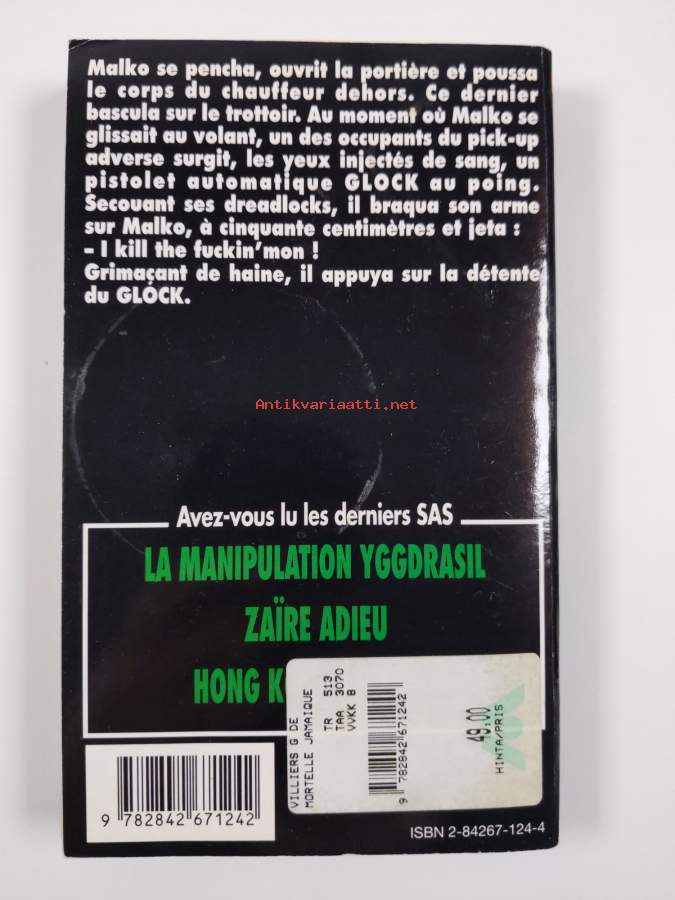 Malko se pencha, ouvrit la portière et poussa
le corps du chauffeur dehors. Ce dernier
bascula sur le trottoir. Au moment où Malko se
glissait au volant, un des occupants du pick-up
adverse surgit, les yeux injectés de sang, un
pistolet automatique GLOCK au poing.
Secouant ses dreadlocks, il braqua son arme
sur Malko, à cinquante centimètres et jeta :
- I kill the fuckin'mon !
Grimaçant de haine, il appuya sur la détente
du GLOCK.
Antikvariaatti.net
Avez-vous lu les derniers SAS
LA MANIPULATION YGGDRASIL
ZAÏRE ADIEU
HONG
VILLIERS G DE
MORTELLE JAMAIQUE
TR 513
TAA 3070
VVKK 8
9 782842 671242
49,00
HINTA/PRIS
9 782842 671242
ISBN 2-84267-124-4